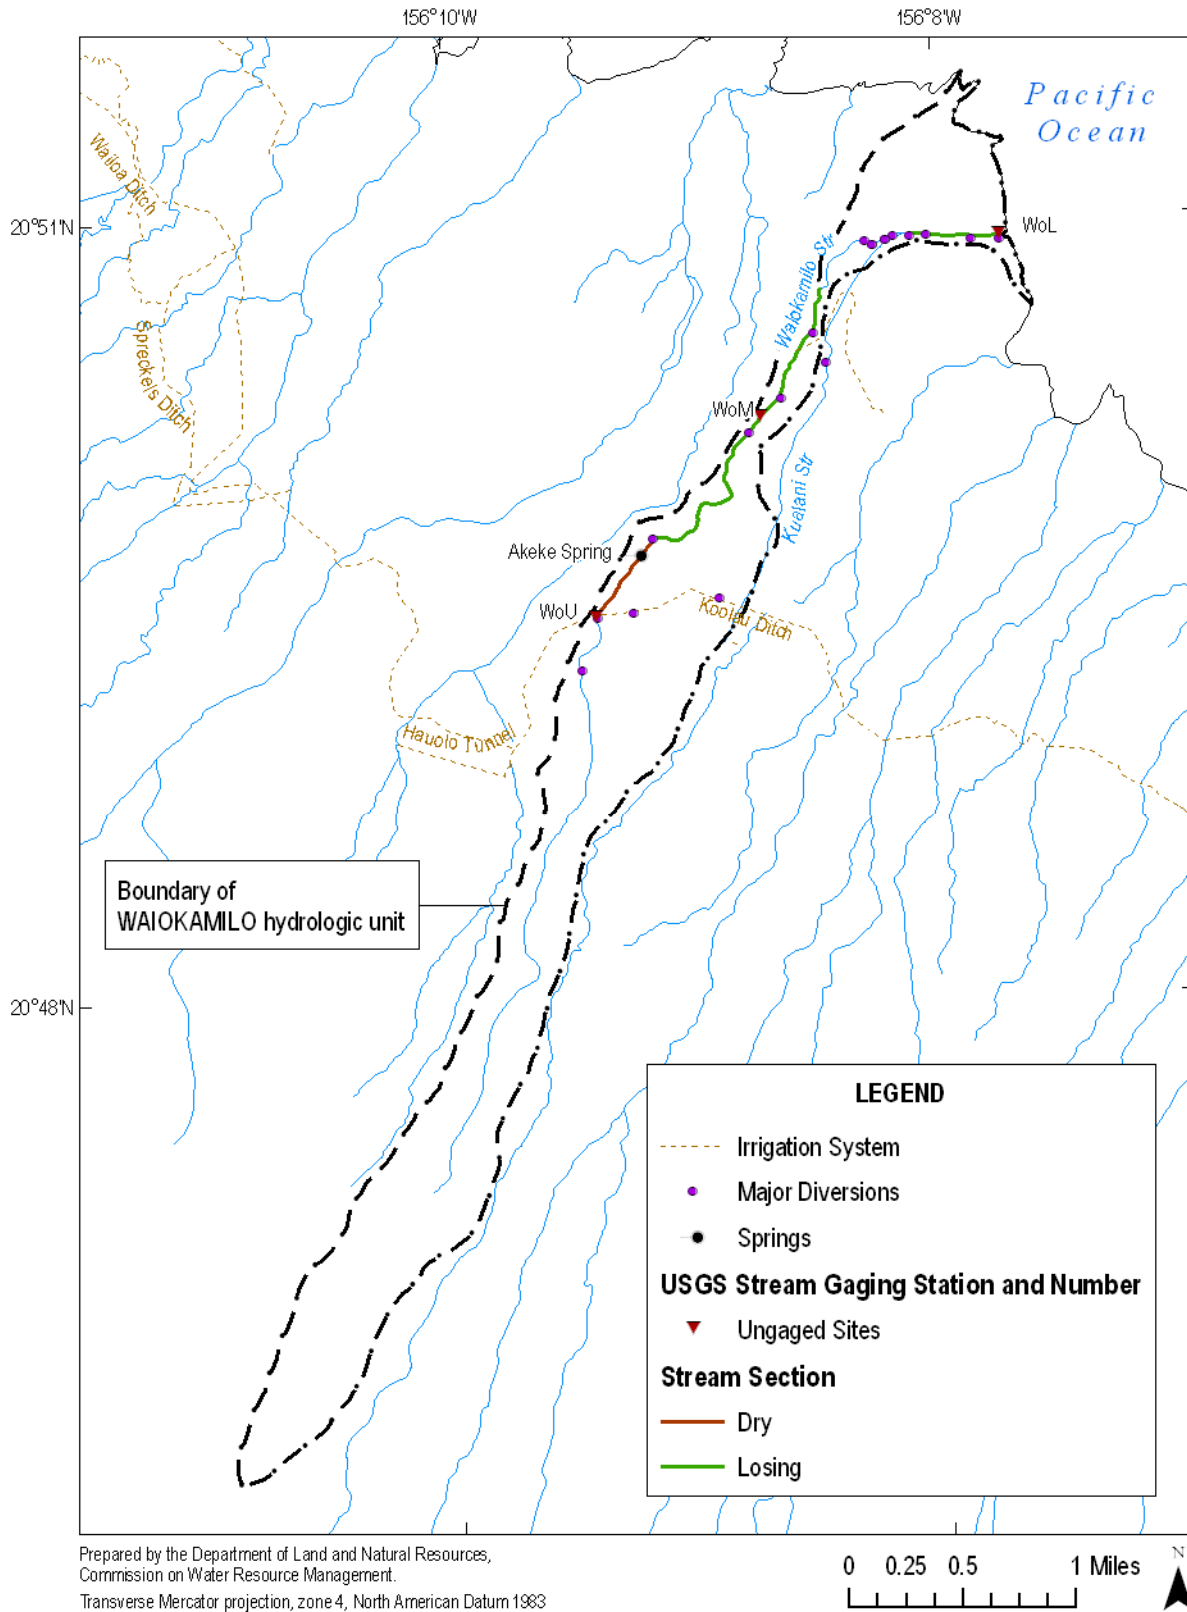 156°10'W
156°8'W
Pacific
Ocean
Wailoa Ditch
20°51'N
WoL
Waiokamilo Str
Spreckels Ditch
WoM
Kualani Str
Akeke Spring
WoU
Koolau Ditch
Hauolo Tunnel
Boundary of
WAIOKAMILO hydrologic unit
20°48'N
LEGEND
Irrigation System
Major Diversions
Springs
USGS Stream Gaging Station and Number
Ungaged Sites
Stream Section
Dry
Losing
Prepared by the Department of Land and Natural Resources,
Commission on Water Resource Management.
Transverse Mercator projection, zone 4, North American Datum 1983
0 0.25 0.5 1 Miles
N